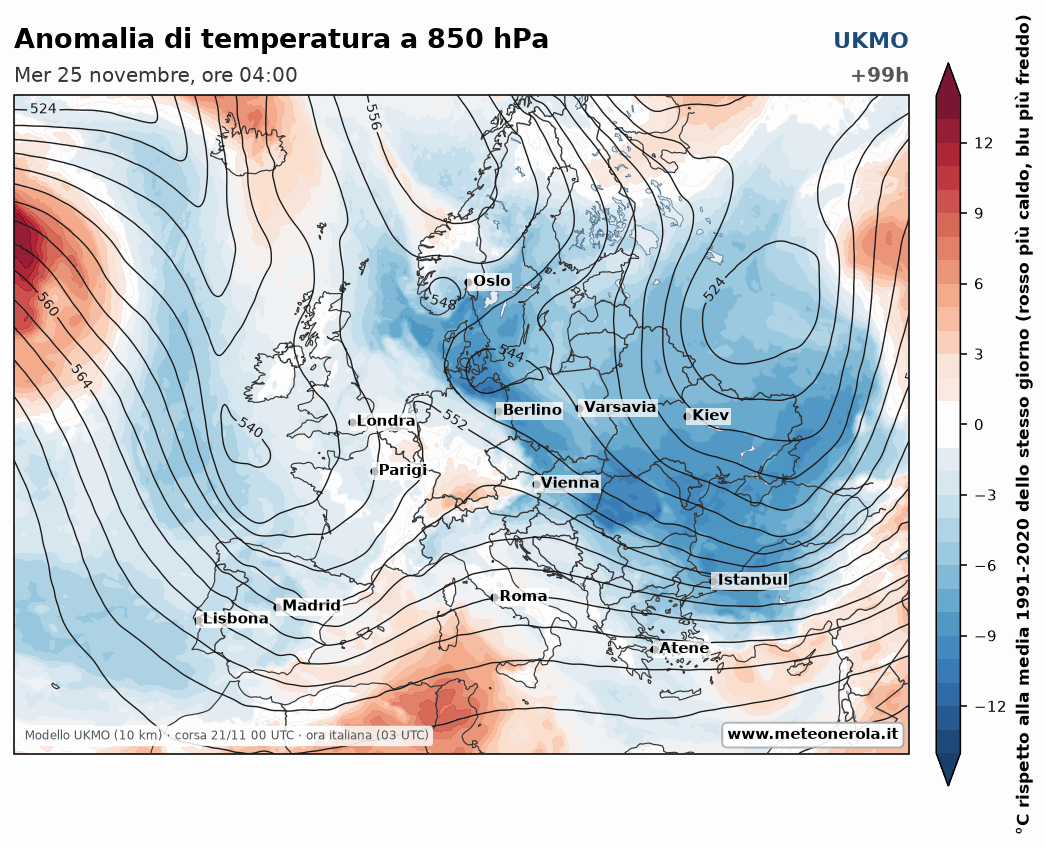 Anomalia di temperatura a 850 hPa
UKMO
Mer 25 novembre, ore 04:00
+99h
524
556
560
564
540
548
544
552
524
Oslo
Berlino
Varsavia
Kiev
Londra
Parigi
Vienna
Istanbul
Roma
Madrid
Lisbona
Atene
Modello UKMO (10 km) · corsa 21/11 00 UTC · ora italiana (03 UTC)
www.meteonerola.it
12
9
6
3
0
−3
−6
−9
−12
°C rispetto alla media 1991-2020 dello stesso giorno (rosso più caldo, blu più freddo)